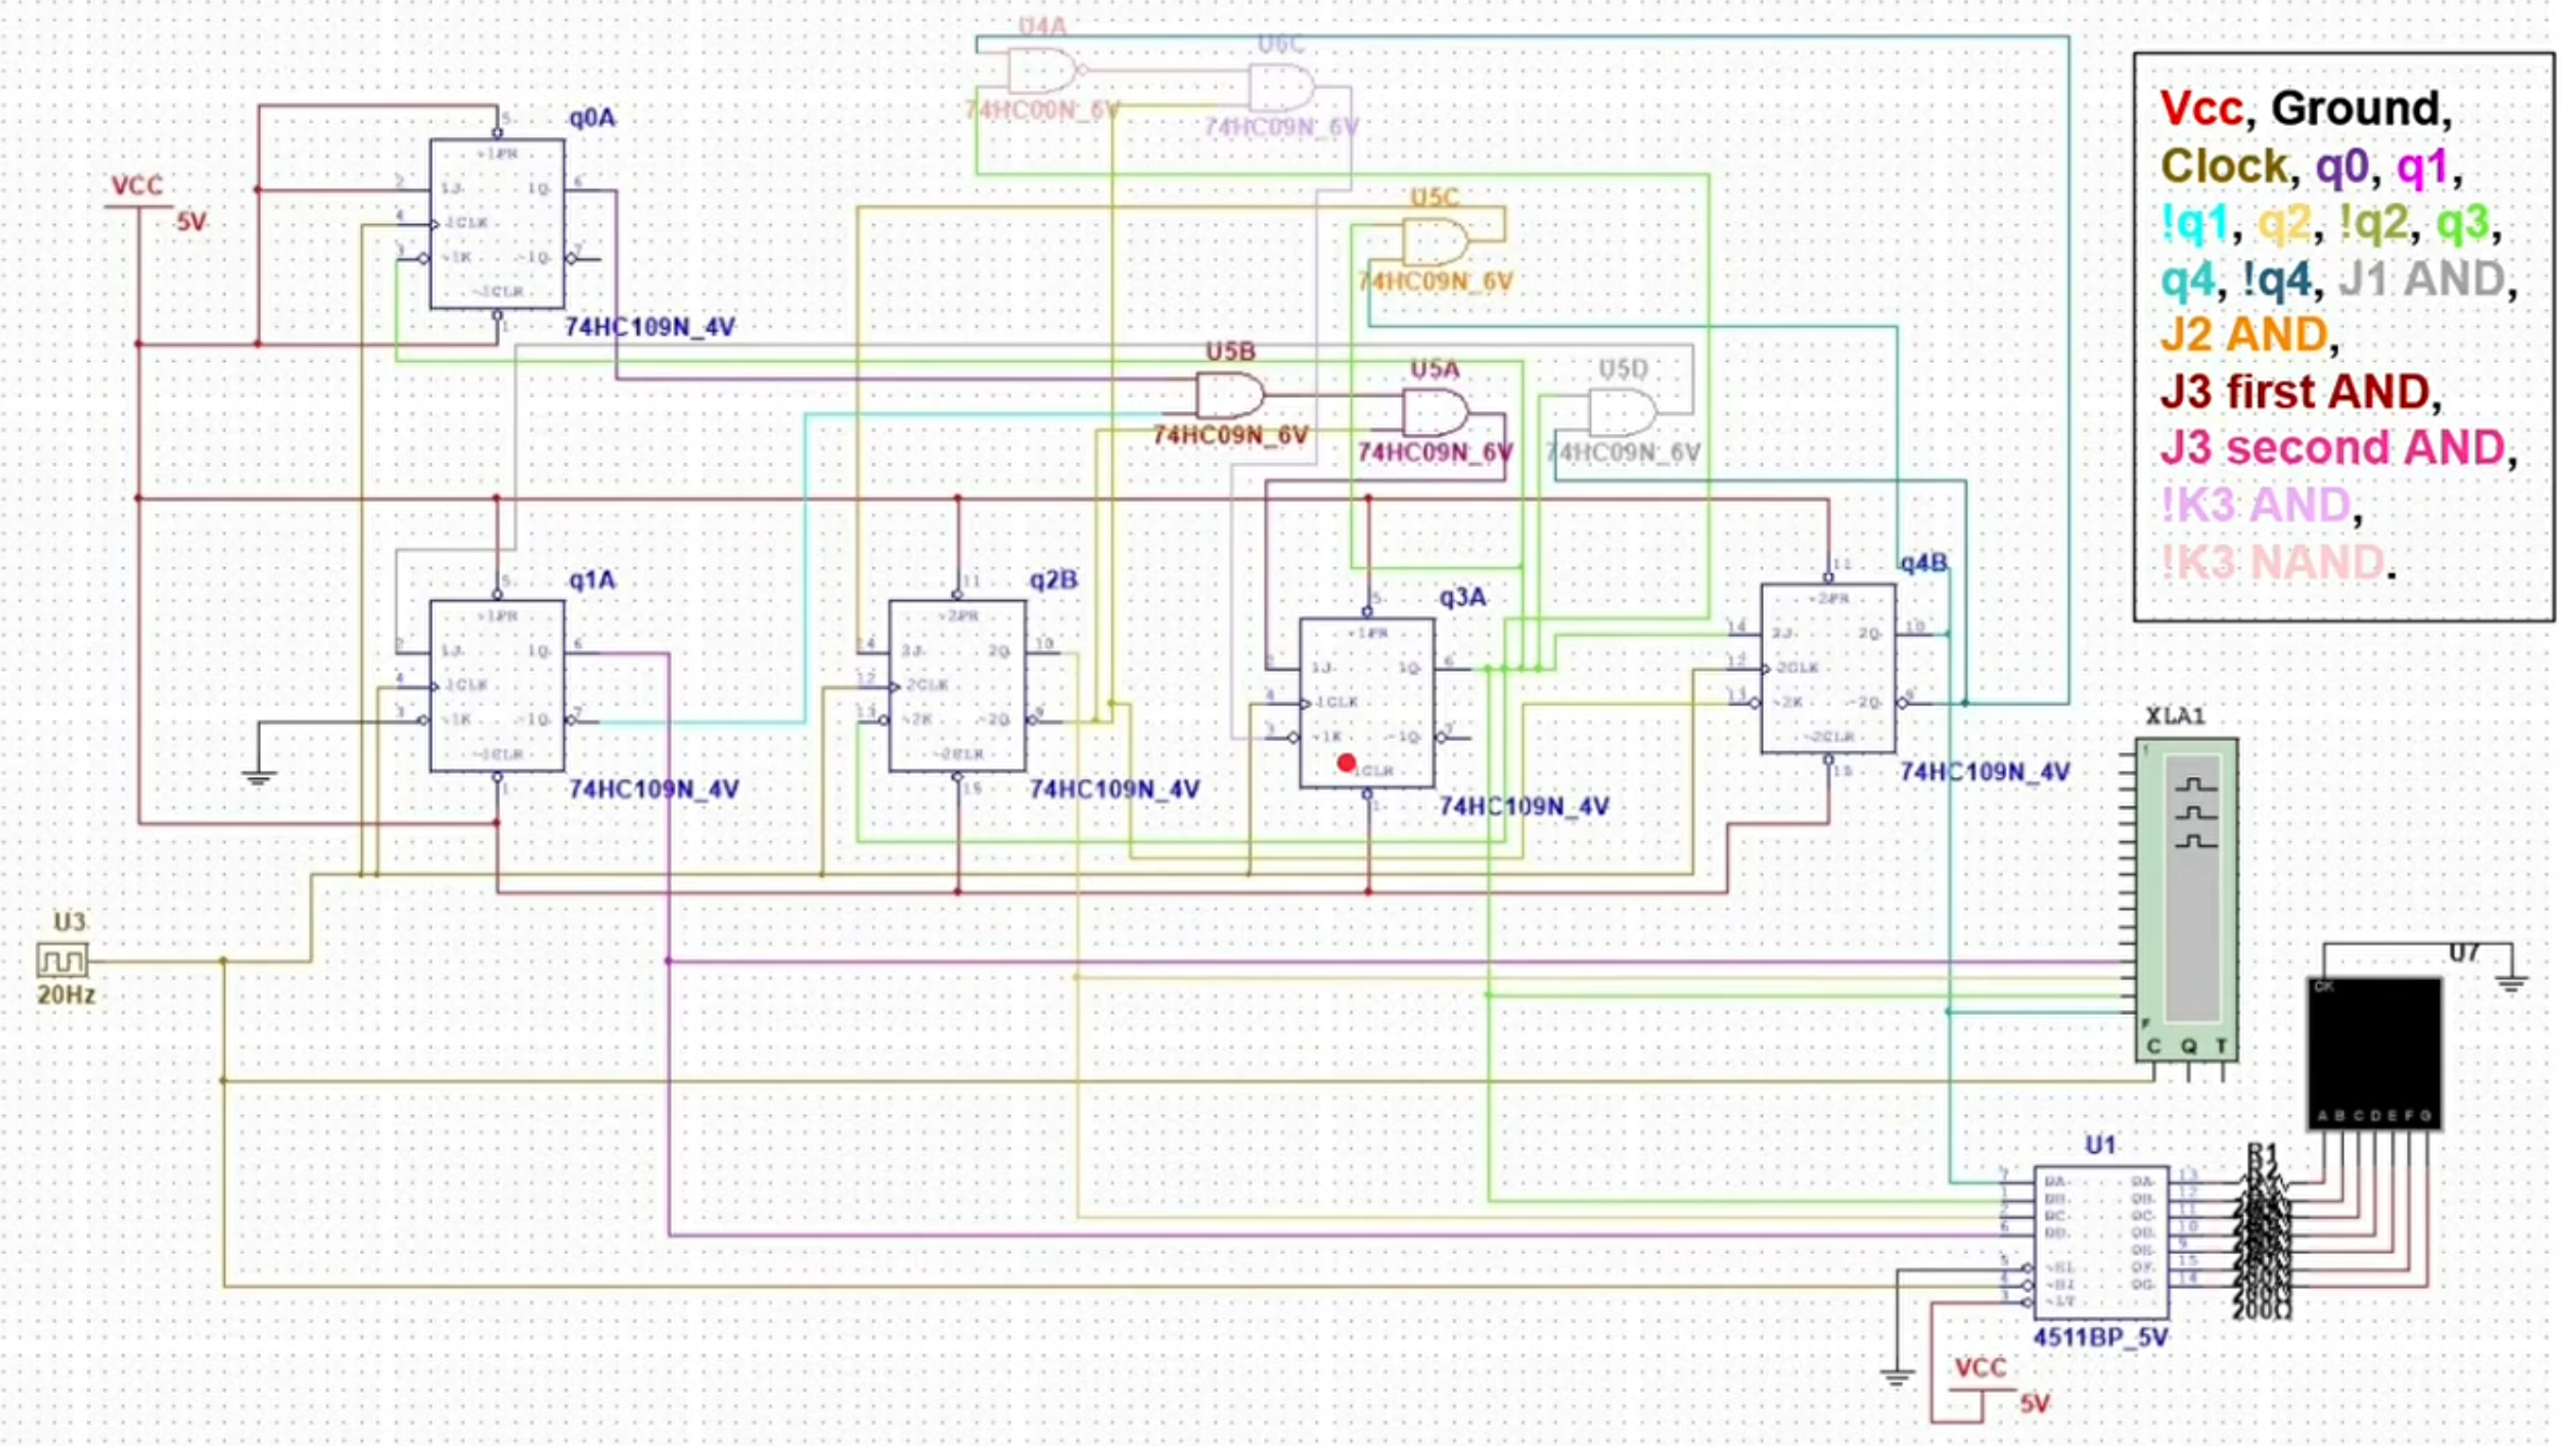 U4A
U6C
74HC00N_6V
74HC09N_6V
q0A
~1PR
1J
1Q
1CLK
~1K
~1Q
~1CLR
74HC109N_4V
VCC
5V
U5C
74HC09N_6V
U5B
74HC09N_6V
U5A
74HC09N_6V
U5D
74HC09N_6V
Vcc, Ground,
Clock, q0, q1,
!q1, q2, !q2, q3,
q4, !q4, J1 AND,
J2 AND,
J3 first AND,
J3 second AND,
!K3 AND,
!K3 NAND.
q1A
~1PR
1J
1Q
1CLK
~1K
~1Q
~1CLR
74HC109N_4V
q2B
~2PR
2J
2Q
2CLK
~2K
~2Q
~2CLR
74HC109N_4V
q3A
~1PR
1J
1Q
1CLK
~1K
~1Q
1CLR
74HC109N_4V
q4B
~2PR
2J
2Q
2CLK
~2K
~2Q
~2CLR
74HC109N_4V
XLA1
1
F
C Q T
U3
20Hz
U7
CK
A B C D E F G
U1
DA
DB
DC
DD
~EL
~BI
~LT
OA
OB
OC
OD
OE
OF
OG
4511BP_5V
R1
R2
200Ω
VCC
5V